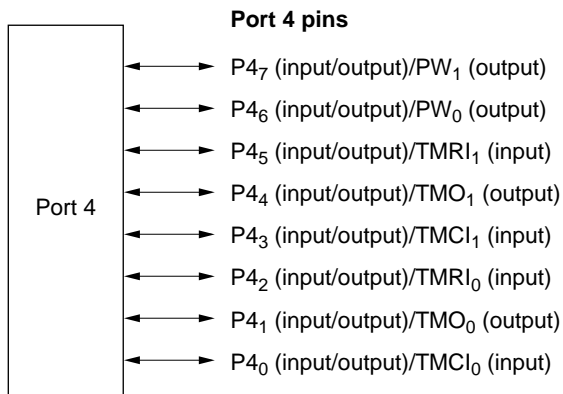 Port 4 pins
P4₇ (input/output)/PW₁ (output)
P4₆ (input/output)/PW₀ (output)
P4₅ (input/output)/TMRI₁ (input)
Port 4
P4₄ (input/output)/TMO₁ (output)
P4₃ (input/output)/TMCI₁ (input)
P4₂ (input/output)/TMRI₀ (input)
P4₁ (input/output)/TMO₀ (output)
P4₀ (input/output)/TMCI₀ (input)